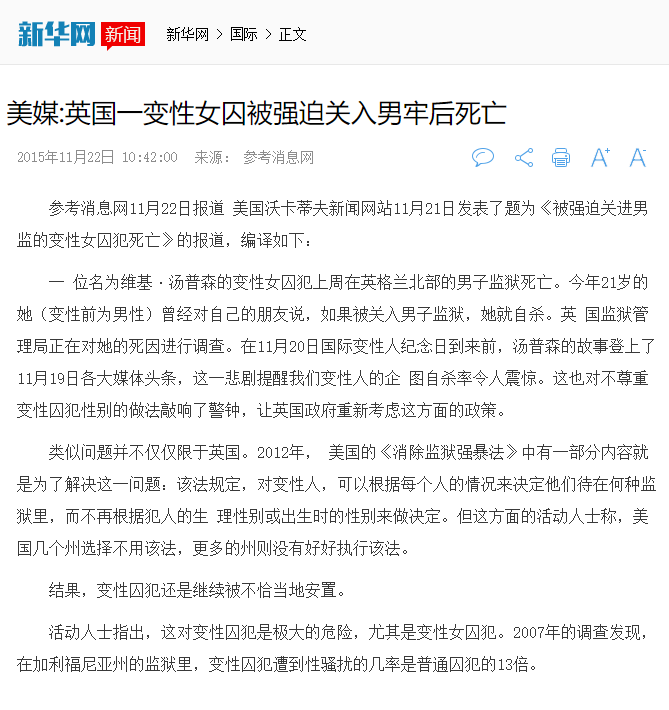 新华网 新闻 新华网 > 国际 > 正文
美媒:英国一变性女囚被强迫关入男牢后死亡
2015年11月22日 10:42:00 来源： 参考消息网 A+ A-
参考消息网11月22日报道 美国沃卡蒂夫新闻网站11月21日发表了题为《被强迫关进男
监的变性女囚犯死亡》的报道，编译如下：
一 位名为维基·汤普森的变性女囚犯上周在英格兰北部的男子监狱死亡。今年21岁的
她（变性前为男性）曾经对自己的朋友说，如果被关入男子监狱，她就自杀。英 国监狱管
理局正在对她的死因进行调查。在11月20日国际变性人纪念日到来前，汤普森的故事登上了
11月19日各大媒体头条，这一悲剧提醒我们变性人的企 图自杀率令人震惊。这也对不尊重
变性囚犯性别的做法敲响了警钟，让英国政府重新考虑这方面的政策。
类似问题并不仅仅限于英国。2012年， 美国的《消除监狱强暴法》中有一部分内容就
是为了解决这一问题：该法规定，对变性人，可以根据每个人的情况来决定他们待在何种监
狱里，而不再根据犯人的生 理性别或出生时的性别来做决定。但这方面的活动人士称，美
国几个州选择不用该法，更多的州则没有好好执行该法。
结果，变性囚犯还是继续被不恰当地安置。
活动人士指出，这对变性囚犯是极大的危险，尤其是变性女囚犯。2007年的调查发现，
在加利福尼亚州的监狱里，变性囚犯遭到性骚扰的几率是普通囚犯的13倍。